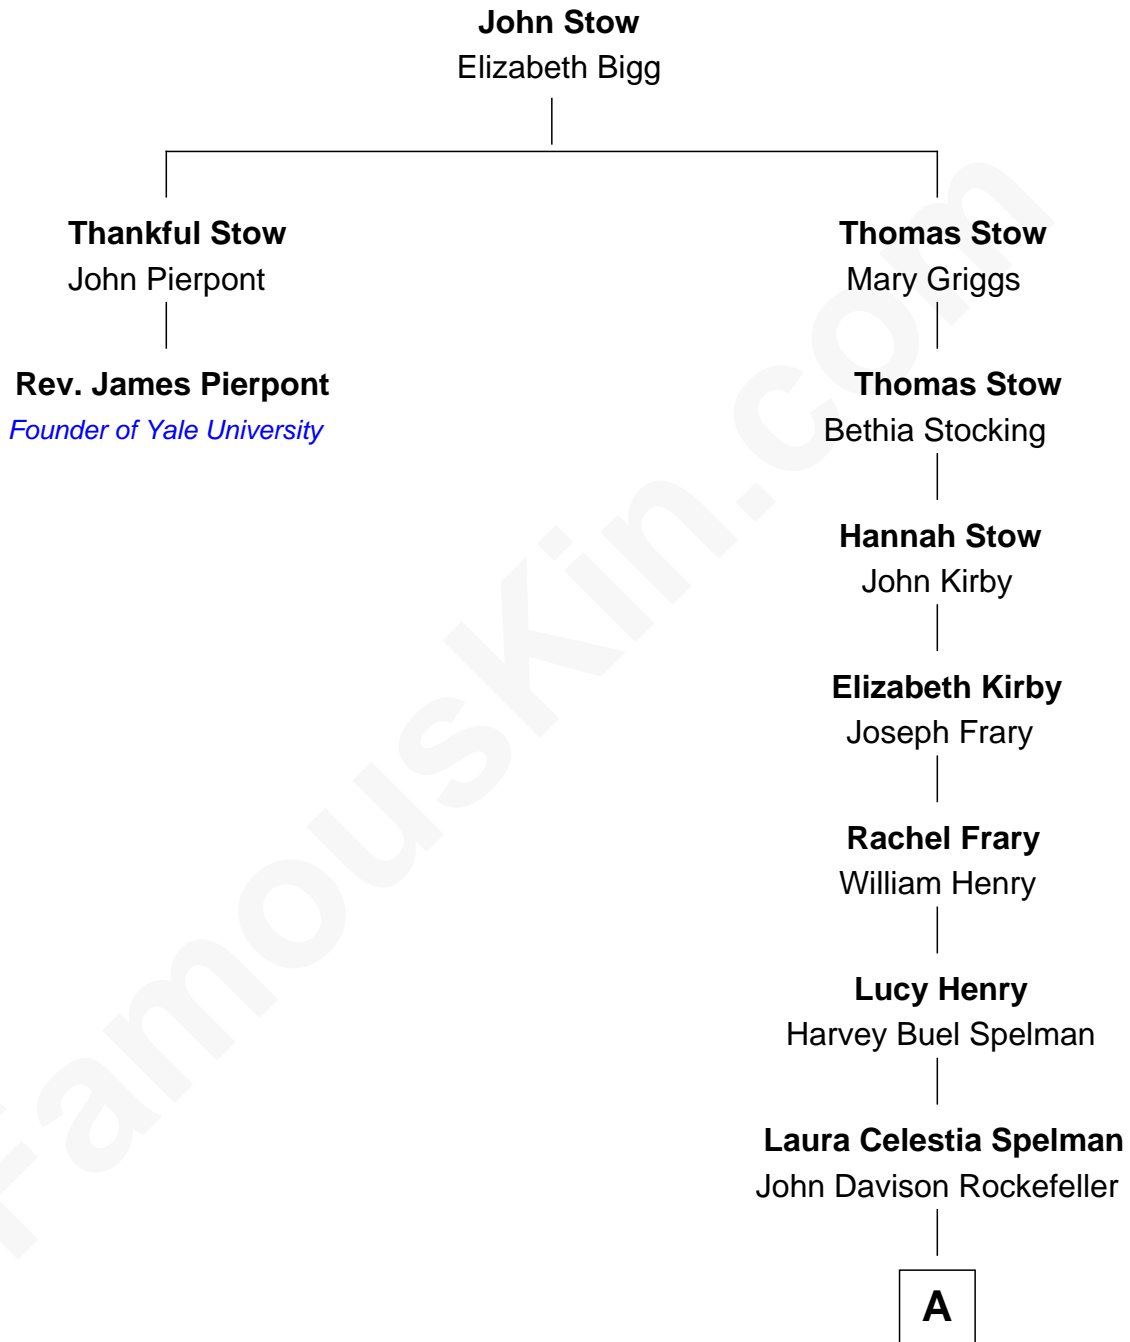 John Stow
Elizabeth Bigg
Thankful Stow
John Pierpont
Rev. James Pierpont
Founder of Yale University
Thomas Stow
Mary Griggs
Thomas Stow
Bethia Stocking
Hannah Stow
John Kirby
Elizabeth Kirby
Joseph Frary
Rachel Frary
William Henry
Lucy Henry
Harvey Buel Spelman
Laura Celestia Spelman
John Davison Rockefeller
A
FamousKin.com